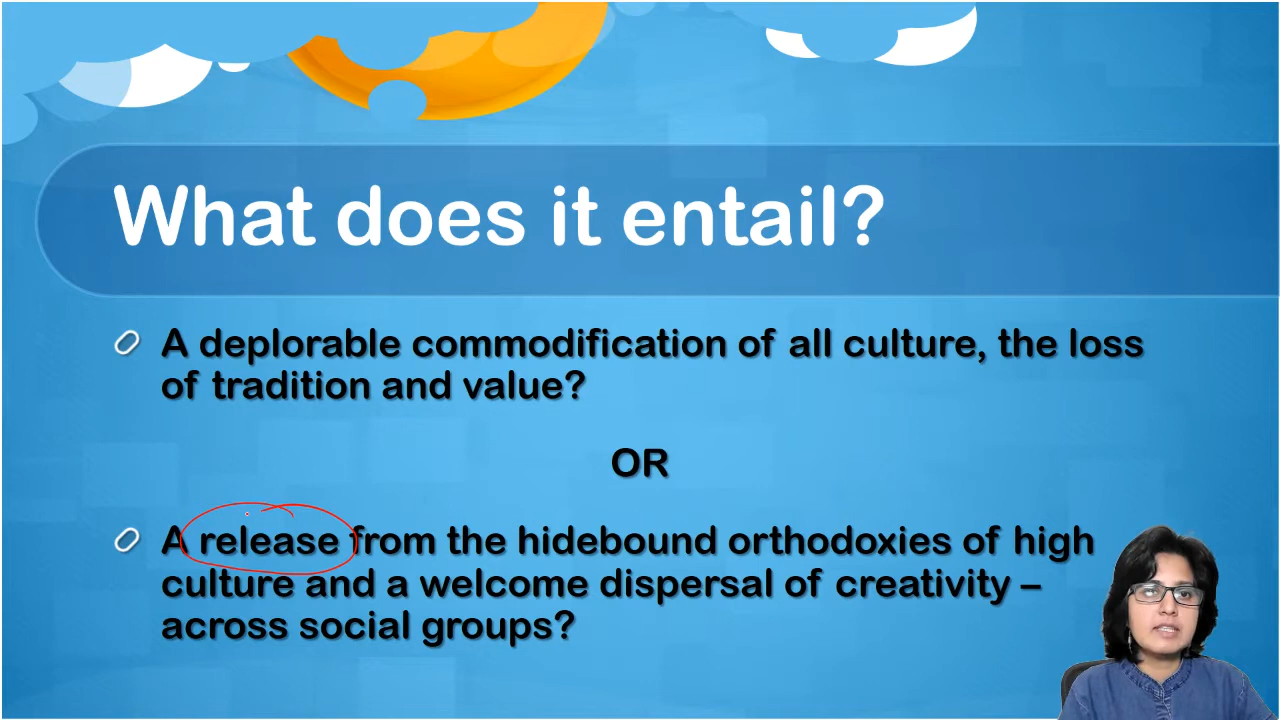 What does it entail?
A deplorable commodification of all culture, the loss
of tradition and value?
OR
A release from the hidebound orthodoxies of high
culture and a welcome dispersal of creativity –
across social groups?